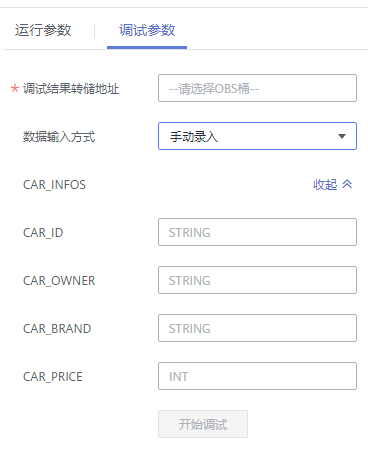 运行参数 调试参数
* 调试结果转储地址 --请选择OBS桶--
数据输入方式 手动录入
CAR_INFOS 收起
CAR_ID STRING
CAR_OWNER STRING
CAR_BRAND STRING
CAR_PRICE INT
开始调试